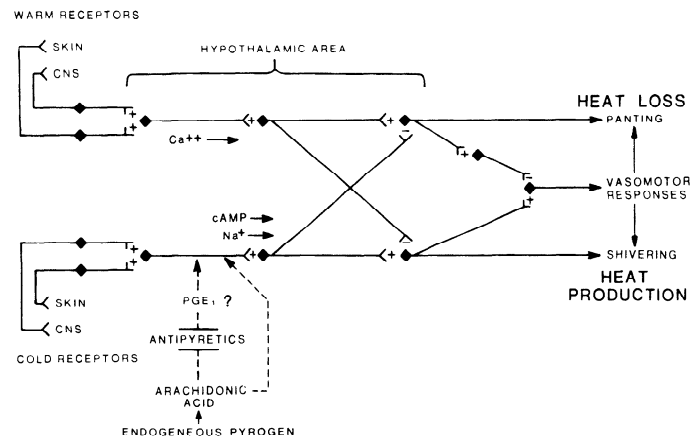 WARM RECEPTORS
SKIN
CNS
HYPOTHALAMIC AREA
+
+
Ca++
+
+
HEAT LOSS
PANTING
+
−
−
+
VASOMOTOR
RESPONSES
cAMP
Na+
+
+
+
−
+
SHIVERING
HEAT
PRODUCTION
SKIN
CNS
COLD RECEPTORS
PGE₁ ?
ANTIPYRETICS
ARACHIDONIC
ACID
ENDOGENEOUS PYROGEN